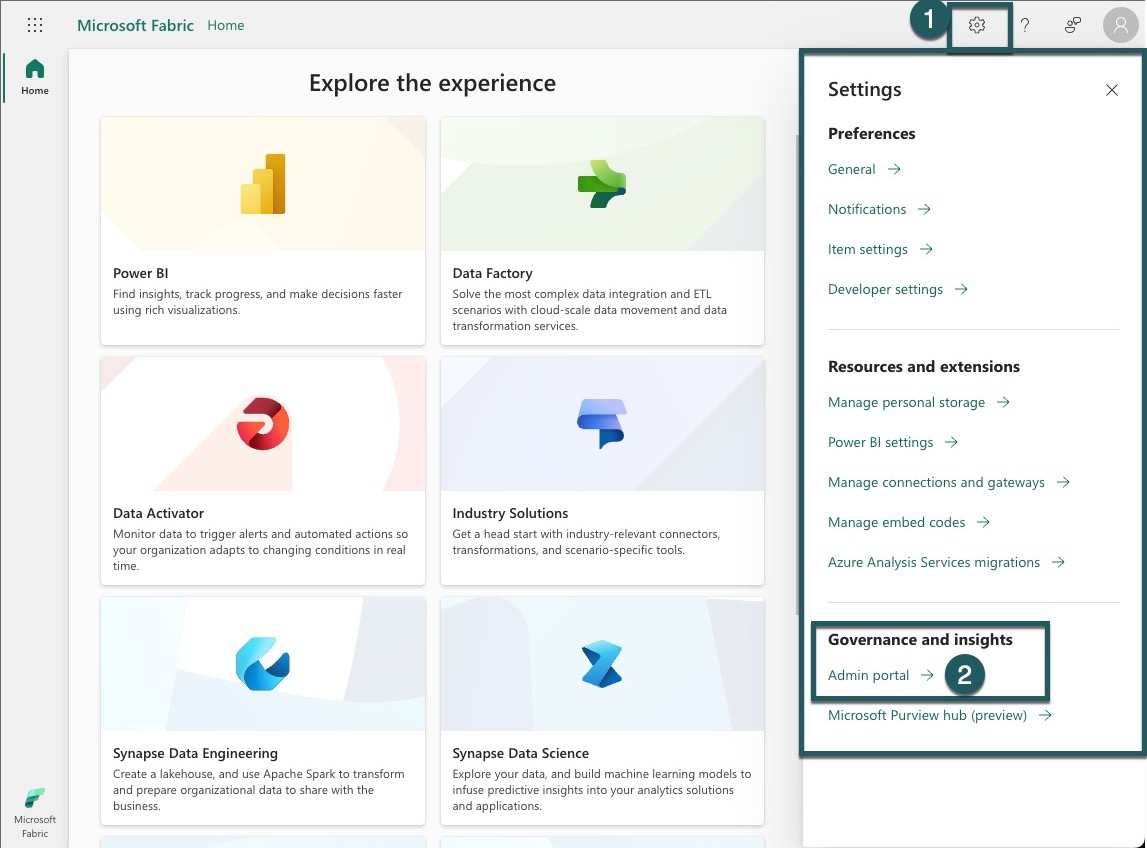 Microsoft Fabric Home
1
?
Home
Explore the experience
Power BI
Find insights, track progress, and make decisions faster
using rich visualizations.
Data Factory
Solve the most complex data integration and ETL
scenarios with cloud-scale data movement and data
transformation services.
Data Activator
Monitor data to trigger alerts and automated actions so
your organization adapts to changing conditions in real
time.
Industry Solutions
Get a head start with industry-relevant connectors,
transformations, and scenario-specific tools.
Synapse Data Engineering
Create a lakehouse, and use Apache Spark to transform
and prepare organizational data to share with the
business.
Synapse Data Science
Explore your data, and build machine learning models to
infuse predictive insights into your analytics solutions
and applications.
Microsoft
Fabric
Settings
Preferences
General
Notifications
Item settings
Developer settings
Resources and extensions
Manage personal storage
Power BI settings
Manage connections and gateways
Manage embed codes
Azure Analysis Services migrations
Governance and insights
Admin portal
2
Microsoft Purview hub (preview)